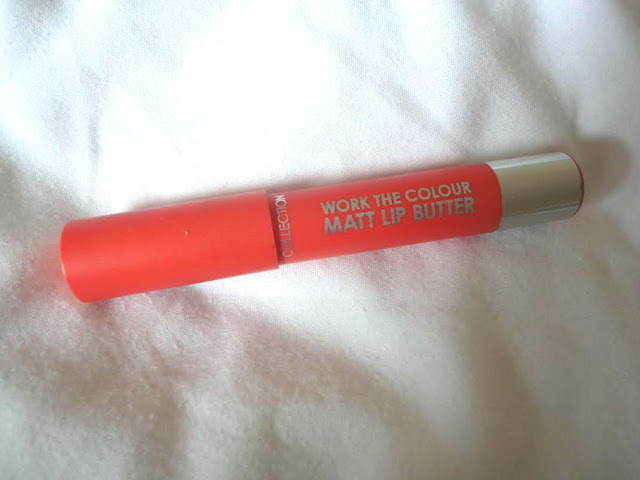 COLLECTION
WORK THE COLOUR
MATT LIP BUTTER